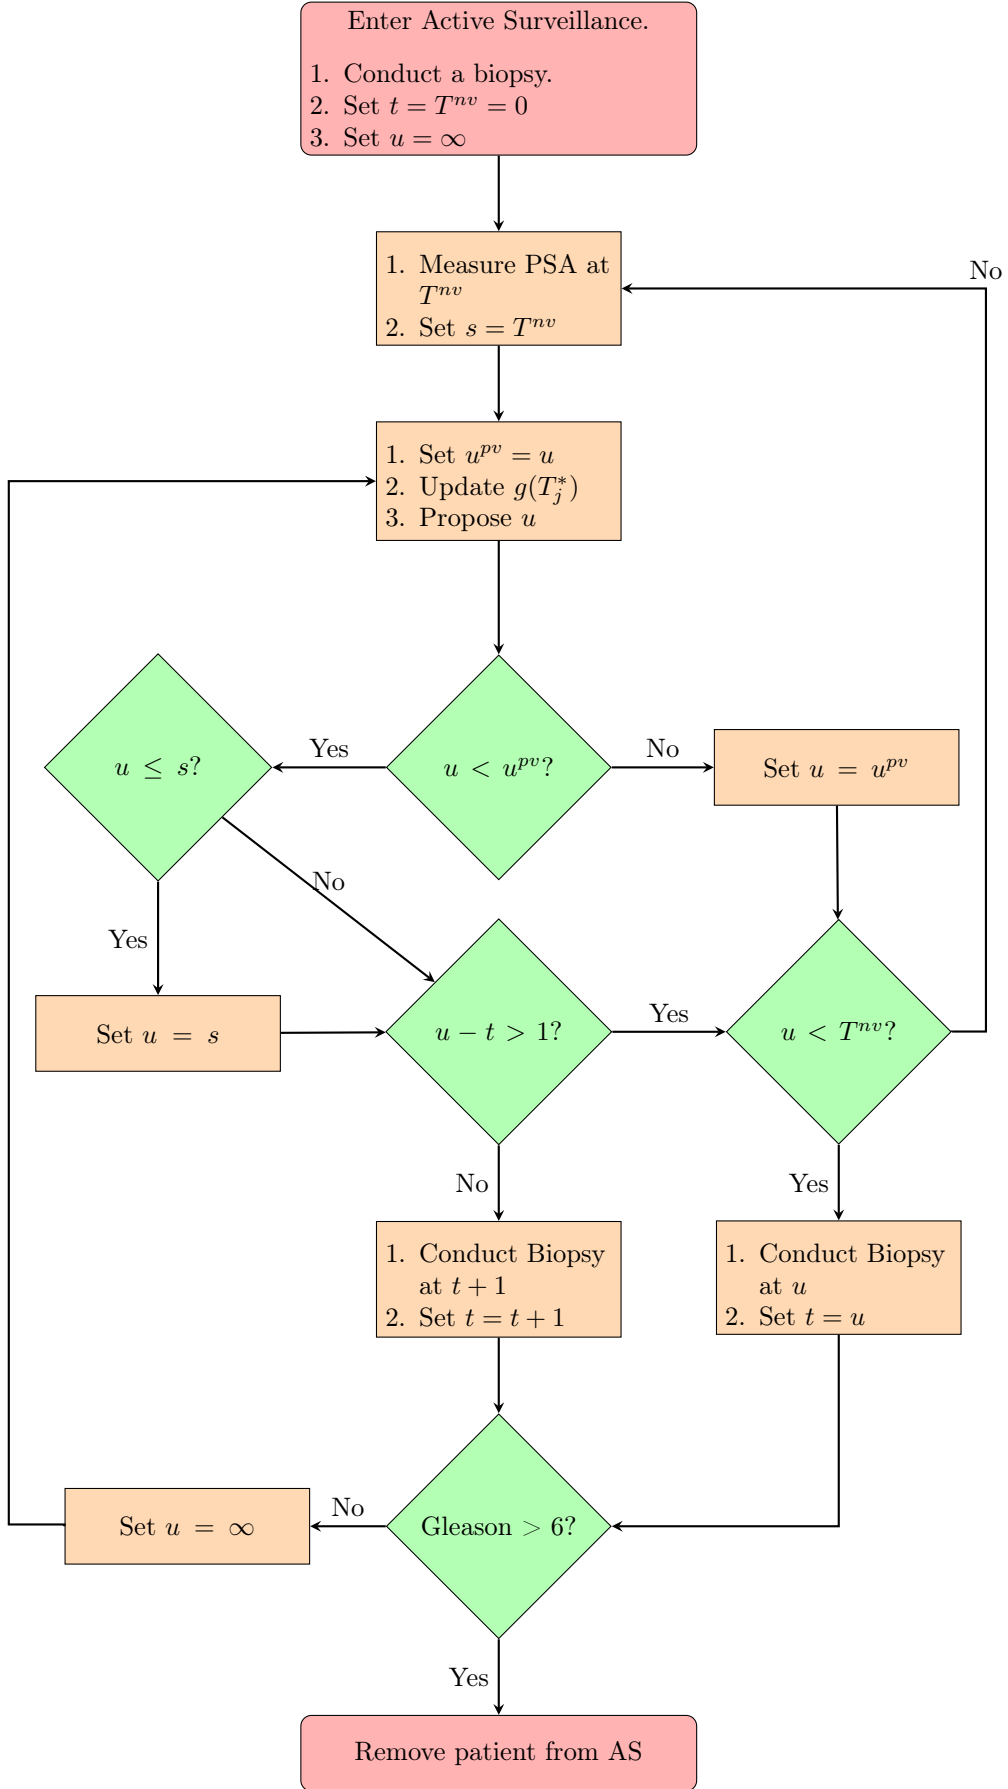 Enter Active Surveillance.
1. Conduct a biopsy.
2. Set t = T^{nv} = 0
3. Set u = ∞
No
1. Measure PSA at
T^{nv}
2. Set s = T^{nv}
1. Set u^{pv} = u
2. Update g(T_j^*)
3. Propose u
u ≤ s?
Yes
u < u^{pv}?
No
Set u = u^{pv}
No
Yes
Set u = s
u − t > 1?
Yes
u < T^{nv}?
No
Yes
1. Conduct Biopsy
at t + 1
2. Set t = t + 1
1. Conduct Biopsy
at u
2. Set t = u
Set u = ∞
No
Gleason > 6?
Yes
Remove patient from AS